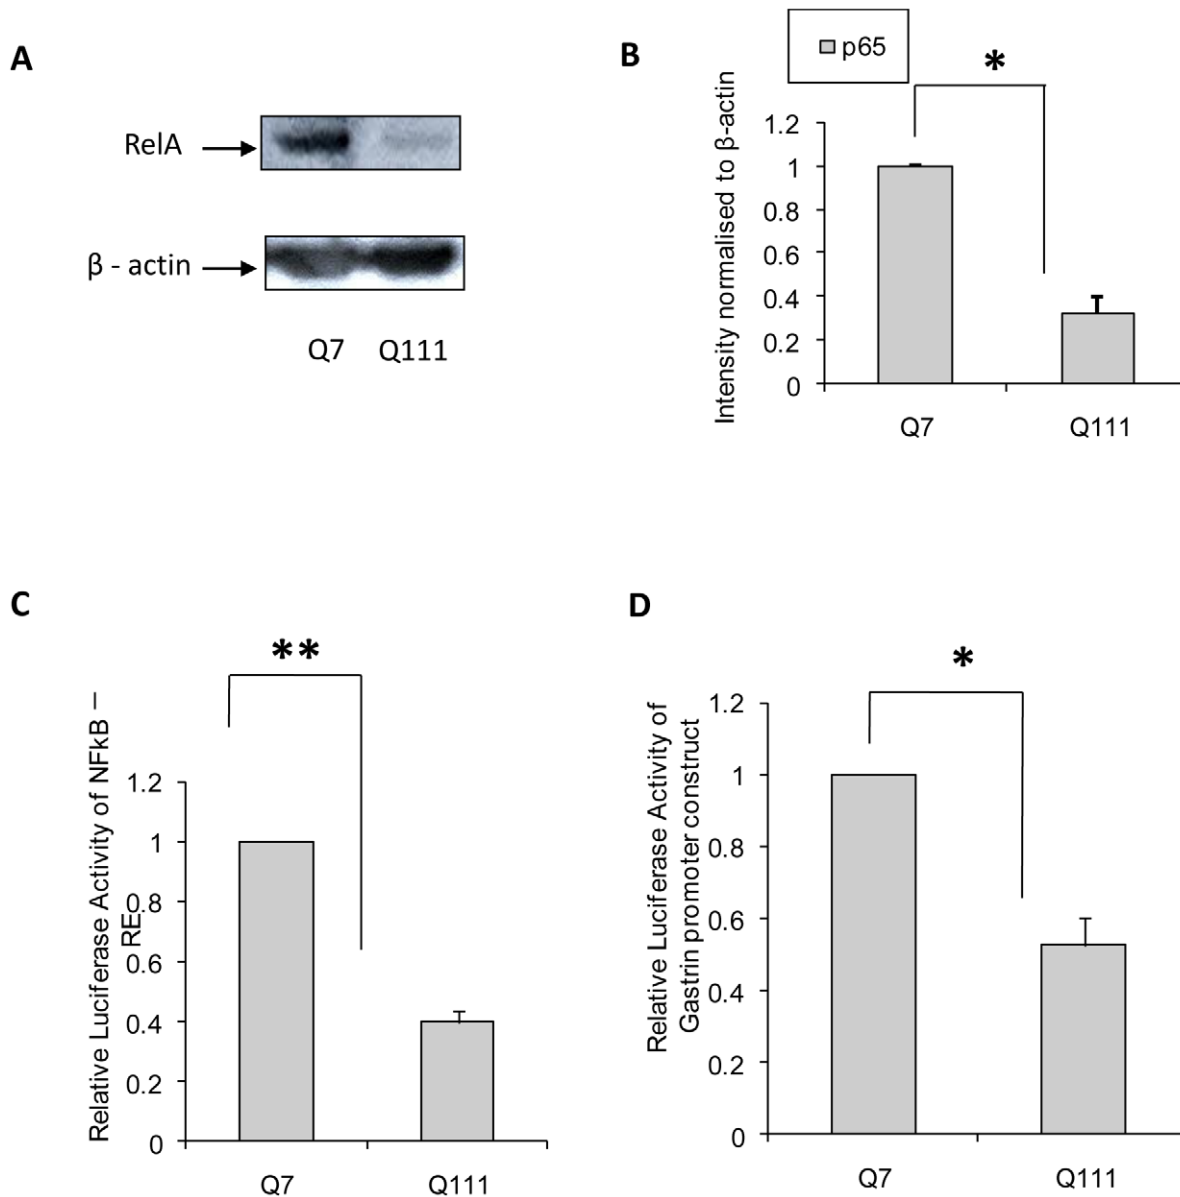 A
RelA
β - actin
Q7 Q111
B
p65
*
Intensity normalised to β-actin
1.2
1
0.8
0.6
0.4
0.2
0
Q7 Q111
C
**
Relative Luciferase Activity of NFkB –
RE
1.2
1
0.8
0.6
0.4
0.2
0
Q7 Q111
D
*
Relative Luciferase Activity of
Gastrin promoter construct
1.2
1
0.8
0.6
0.4
0.2
0
Q7 Q111